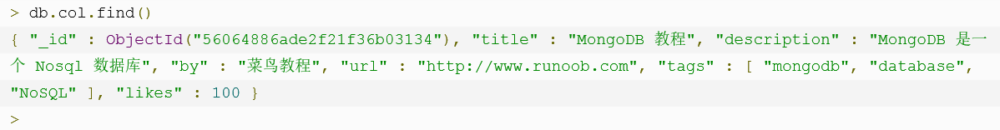 > db.col.find()
{ "_id" : ObjectId("56064886ade2f21f36b03134"), "title" : "MongoDB 教程", "description" : "MongoDB 是一
个 Nosql 数据库", "by" : "菜鸟教程", "url" : "http://www.runoob.com", "tags" : [ "mongodb", "database",
"NoSQL" ], "likes" : 100 }
>